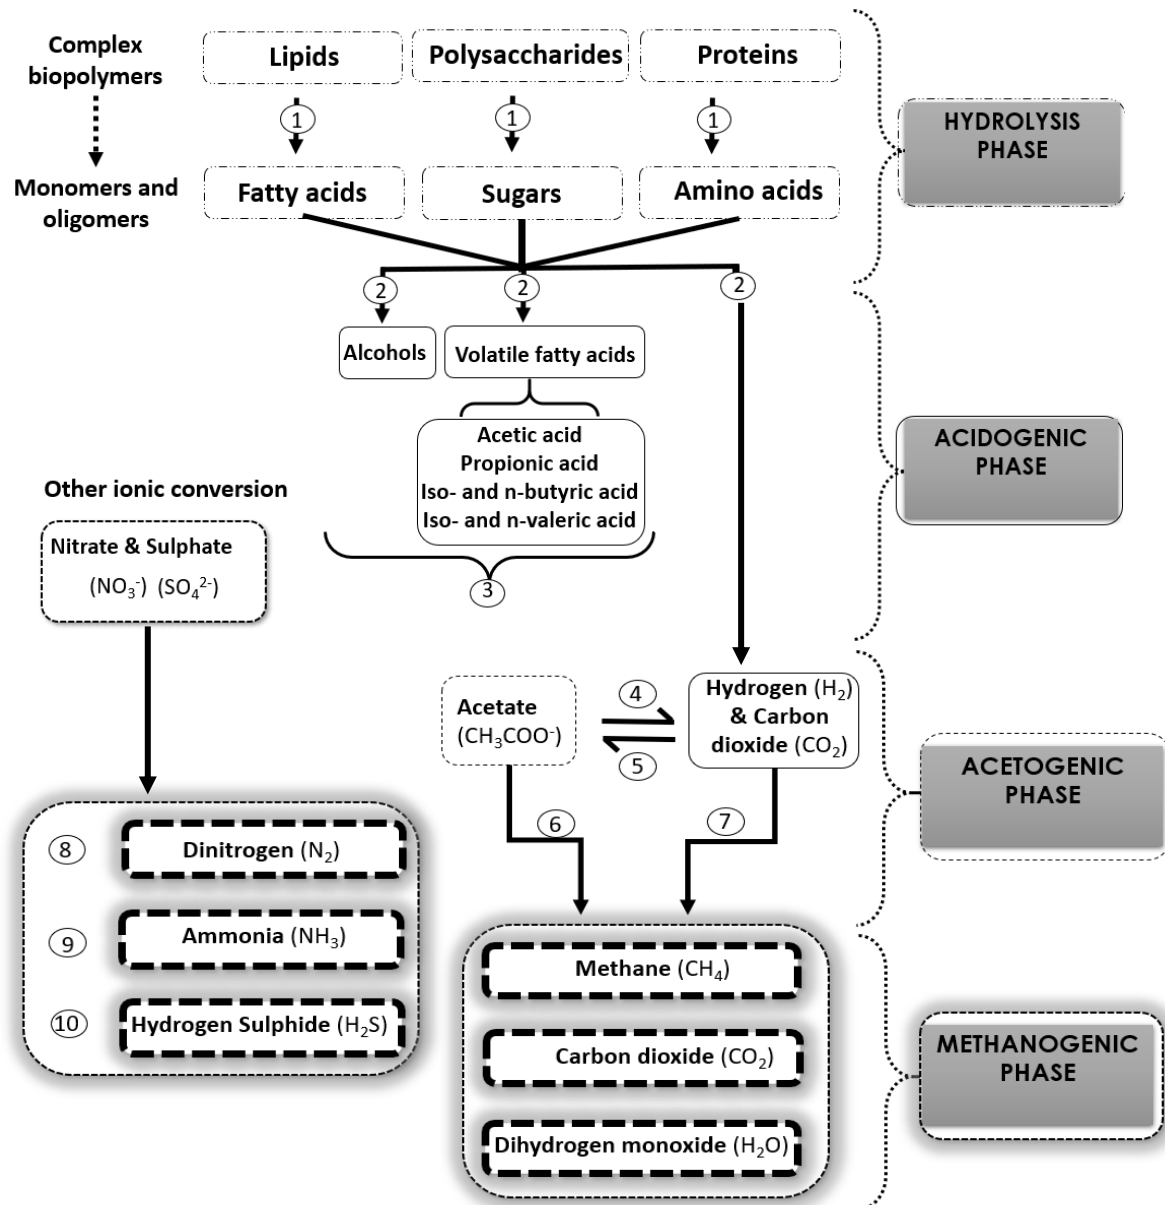 Complex
biopolymers
Lipids
Polysaccharides
Proteins
1
1
1
HYDROLYSIS
PHASE
Monomers and
oligomers
Fatty acids
Sugars
Amino acids
2
2
2
Alcohols
Volatile fatty acids
Acetic acid
Propionic acid
Iso- and n-butyric acid
Iso- and n-valeric acid
ACIDOGENIC
PHASE
3
Other ionic conversion
Nitrate & Sulphate
(NO₃⁻) (SO₄²⁻)
Acetate
(CH₃COO⁻)
4
5
Hydrogen (H₂)
& Carbon
dioxide (CO₂)
ACETOGENIC
PHASE
6
7
8
Dinitrogen (N₂)
9
Ammonia (NH₃)
10
Hydrogen Sulphide (H₂S)
Methane (CH₄)
Carbon dioxide (CO₂)
Dihydrogen monoxide (H₂O)
METHANOGENIC
PHASE